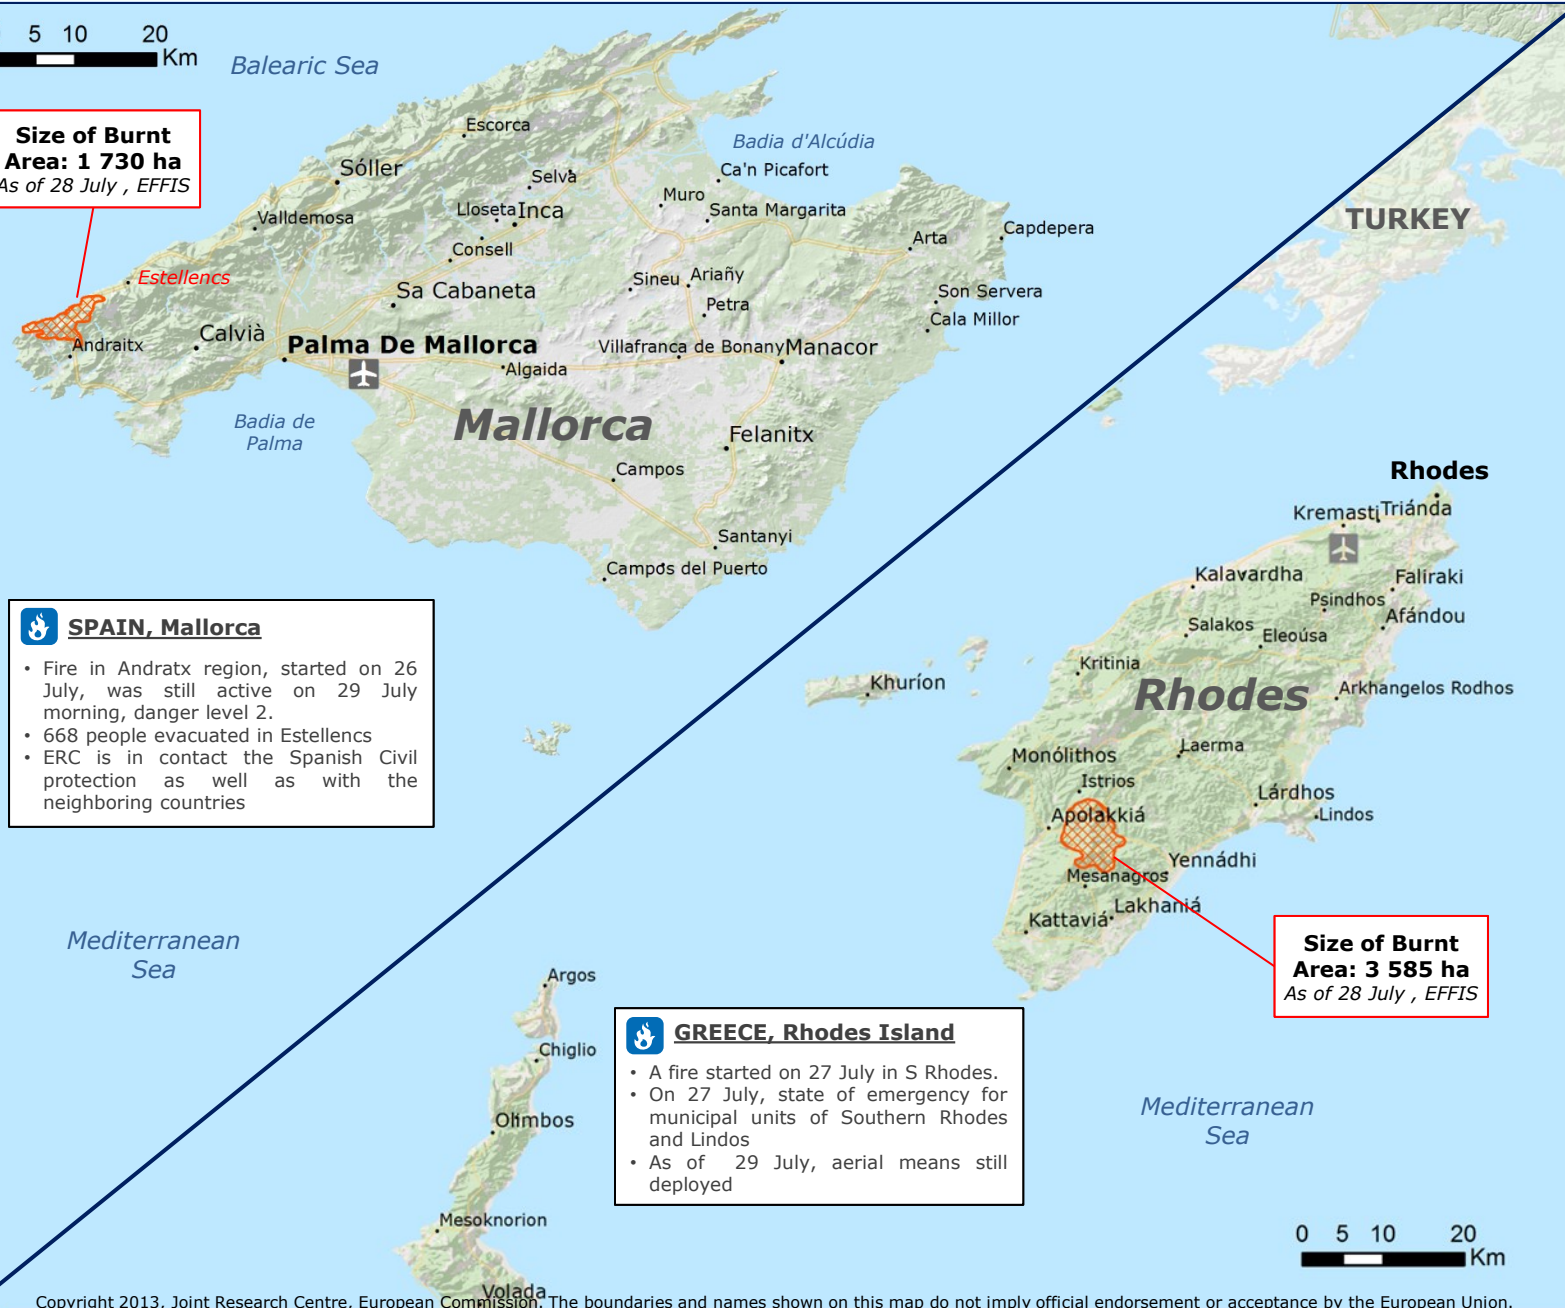 5 10 20
Km
Balearic Sea
Size of Burnt
Area: 1 730 ha
As of 28 July , EFFIS
Escorca
Badia d'Alcúdia
Sóller
Selva
Ca'n Picafort
Muro
Valldemosa
Lloseta
Inca
Santa Margarita
Consell
Arta
Capdepera
TURKEY
Estellencs
Sa Cabaneta
Sineu
Ariañy
Petra
Son Servera
Cala Millor
Andraitx
Calvià
Palma De Mallorca
Algaida
Villafranca de Bonany
Manacor
Badia de
Palma
Mallorca
Felanitx
Campos
Santanyi
Campos del Puerto
Rhodes
Kremasti
Triánda
Kalavardha
Faliraki
Psindhos
Afándou
Salakos
Eleoúsa
Kritinia
Khuríon
Rhodes
Arkhangelos Rodhos
Monólithos
Laerma
Istrios
Lárdhos
Apolakkiá
Lindos
Yennádhi
Mesanagros
Lakhaniá
Kattaviá
SPAIN, Mallorca
• Fire in Andratx region, started on 26
July, was still active on 29 July
morning, danger level 2.
• 668 people evacuated in Estellencs
• ERC is in contact the Spanish Civil
protection as well as with the
neighboring countries
Mediterranean
Sea
Size of Burnt
Area: 3 585 ha
As of 28 July , EFFIS
Argos
Chiglio
Olimbos
Mesoknorion
Volada
GREECE, Rhodes Island
• A fire started on 27 July in S Rhodes.
• On 27 July, state of emergency for
municipal units of Southern Rhodes
and Lindos
• As of 29 July, aerial means still
deployed
Mediterranean
Sea
0 5 10 20
Km
Copyright 2013, Joint Research Centre, European Commission. The boundaries and names shown on this map do not imply official endorsement or acceptance by the European Union.